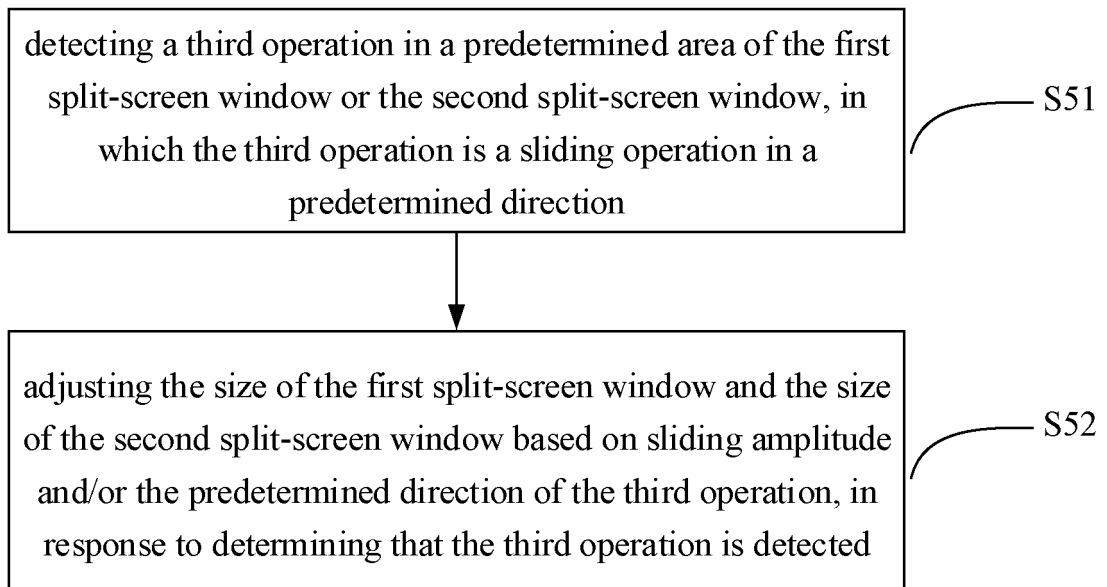 detecting a third operation in a predetermined area of the first
split-screen window or the second split-screen window, in
which the third operation is a sliding operation in a
predetermined direction
S51
adjusting the size of the first split-screen window and the size
of the second split-screen window based on sliding amplitude
and/or the predetermined direction of the third operation, in
response to determining that the third operation is detected
S52